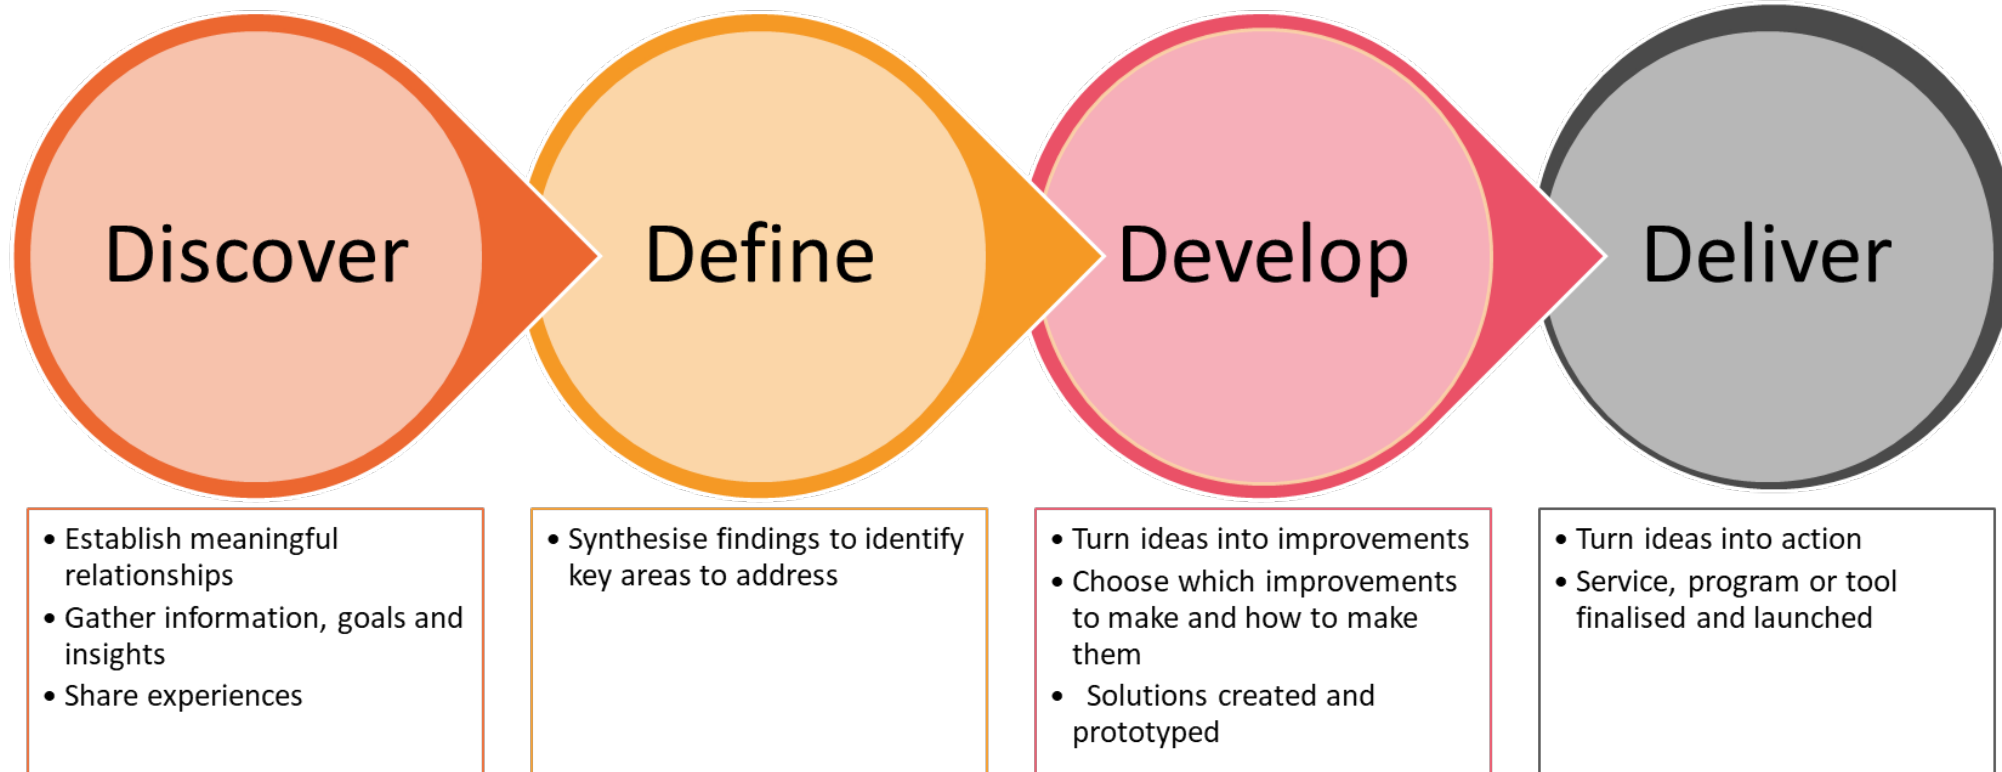 Discover
Define
Develop
Deliver
• Establish meaningful
relationships
• Gather information, goals and
insights
• Share experiences
• Synthesise findings to identify
key areas to address
• Turn ideas into improvements
• Choose which improvements
to make and how to make
them
• Solutions created and
prototyped
• Turn ideas into action
• Service, program or tool
finalised and launched